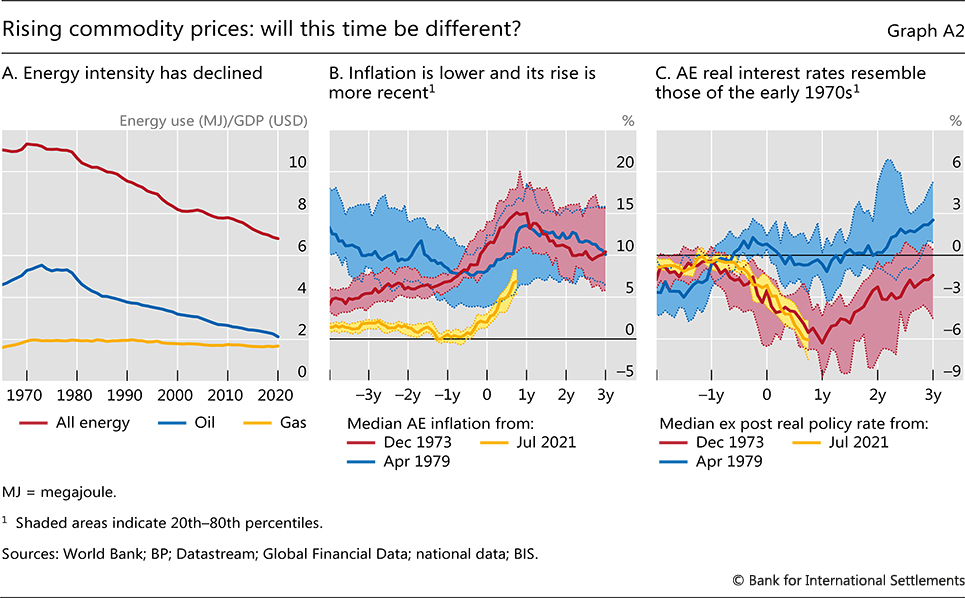 Rising commodity prices: will this time be different?
Graph A2
A. Energy intensity has declined
Energy use (MJ)/GDP (USD)
10
8
6
4
2
0
1970 1980 1990 2000 2010 2020
All energy Oil Gas
B. Inflation is lower and its rise is
more recent¹
%
20
15
10
5
0
–5
–3y –2y –1y 0 1y 2y 3y
Median AE inflation from:
Dec 1973 Jul 2021
Apr 1979
C. AE real interest rates resemble
those of the early 1970s¹
%
6
3
0
–3
–6
–9
–1y 0 1y 2y 3y
Median ex post real policy rate from:
Dec 1973 Jul 2021
Apr 1979
MJ = megajoule.
¹ Shaded areas indicate 20th–80th percentiles.
Sources: World Bank; BP; Datastream; Global Financial Data; national data; BIS.
© Bank for International Settlements